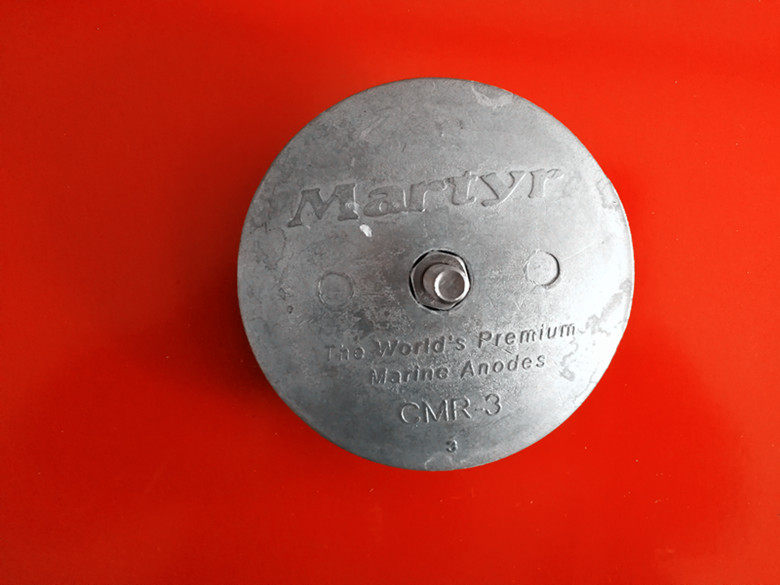 Martyr
The World's Premium
Marine Anodes
CMR-3
3